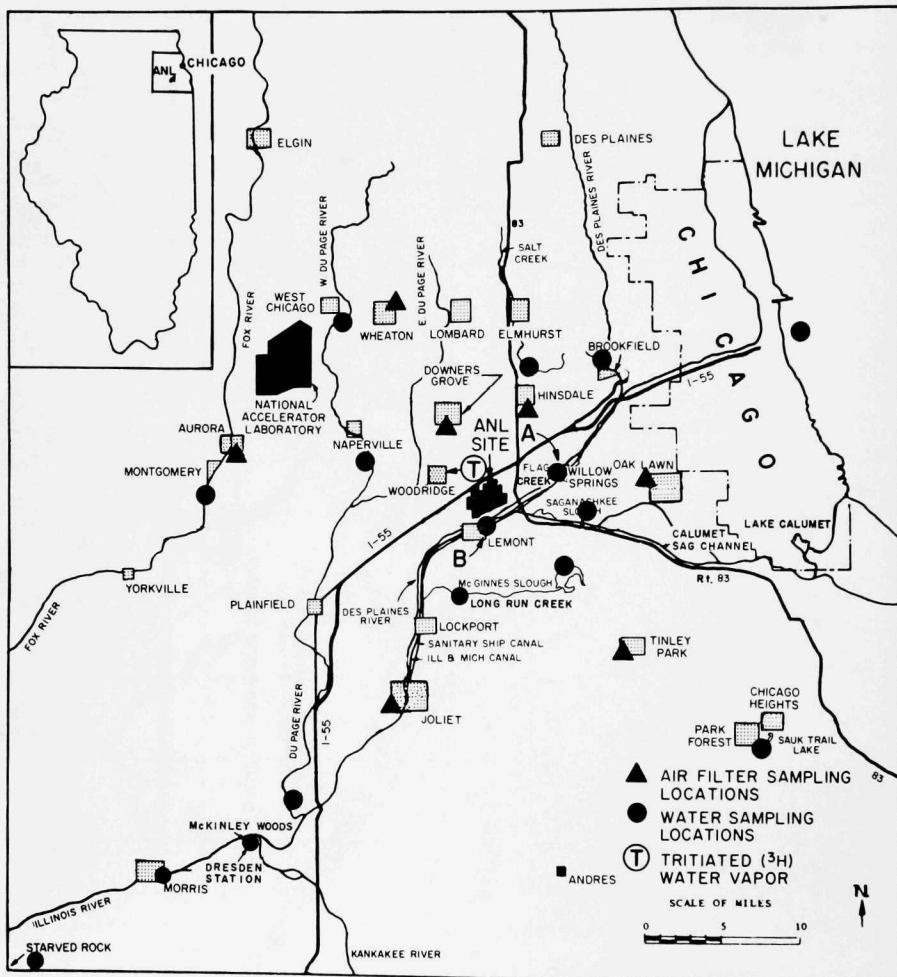 CHICAGO
ANL
ELGIN
DES PLAINES
LAKE
MICHIGAN
DES PLAINES RIVER
W DU PAGE RIVER
E DU PAGE RIVER
83
SALT
CREEK
CHICAGO
FOX RIVER
WEST
CHICAGO
WHEATON
LOMBARD
ELMHURST
BROOKFIELD
I-55
DOWNERS
GROVE
HINSDALE
NATIONAL
ACCELERATOR
LABORATORY
AURORA
NAPERVILLE
ANL
SITE
A
MONTGOMERY
T
WOODRIDGE
FLAG
CREEK
WILLOW
SPRINGS
OAK LAWN
SAGANASHKEE
SLOUGH
LAKE CALUMET
CALUMET
SAG CHANNEL
B
LEMONT
I-55
Rt. 83
YORKVILLE
FOX RIVER
PLAINFIELD
DES PLAINES
RIVER
McGINNES SLOUGH
LONG RUN CREEK
LOCKPORT
SANITARY SHIP CANAL
ILL & MICH CANAL
TINLEY
PARK
JOLIET
DU PAGE RIVER
I-55
CHICAGO
HEIGHTS
PARK
FOREST
SAUK TRAIL
LAKE
83
AIR FILTER SAMPLING
LOCATIONS
WATER SAMPLING
LOCATIONS
T TRITIATED (³H)
WATER VAPOR
SCALE OF MILES
0 5 10
N
McKINLEY WOODS
DRESDEN
STATION
MORRIS
ANDRES
ILLINOIS RIVER
STARVED ROCK
KANKAKEE RIVER